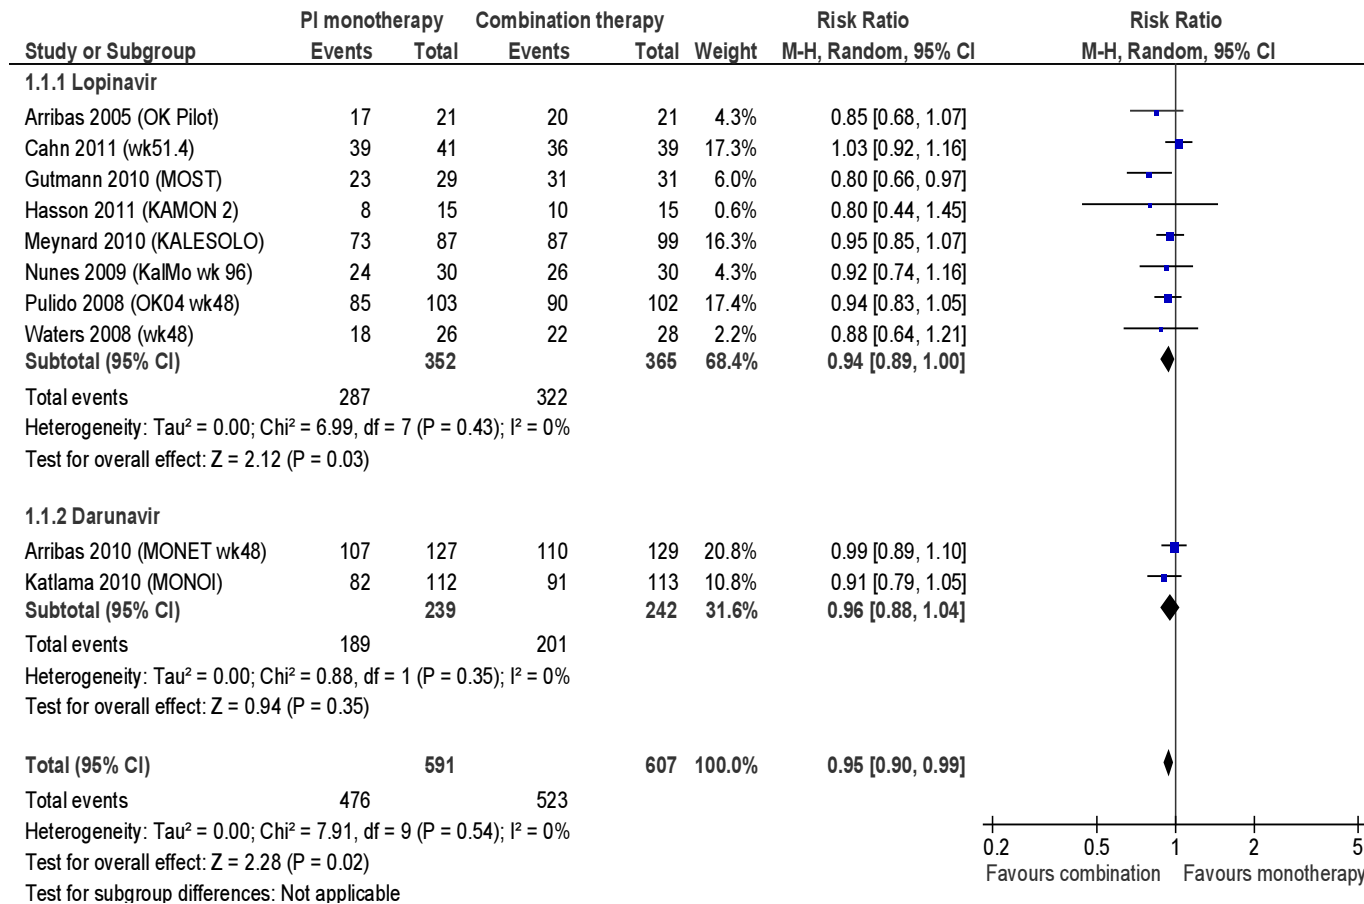 PI monotherapy Combination therapy Risk Ratio Risk Ratio
Study or Subgroup Events Total Events Total Weight M-H, Random, 95% CI M-H, Random, 95% CI
1.1.1 Lopinavir
Arribas 2005 (OK Pilot) 17 21 20 21 4.3% 0.85 [0.68, 1.07]
Cahn 2011 (wk51.4) 39 41 36 39 17.3% 1.03 [0.92, 1.16]
Gutmann 2010 (MOST) 23 29 31 31 6.0% 0.80 [0.66, 0.97]
Hasson 2011 (KAMON 2) 8 15 10 15 0.6% 0.80 [0.44, 1.45]
Meynard 2010 (KALESOLO) 73 87 87 99 16.3% 0.95 [0.85, 1.07]
Nunes 2009 (KalMo wk 96) 24 30 26 30 4.3% 0.92 [0.74, 1.16]
Pulido 2008 (OK04 wk48) 85 103 90 102 17.4% 0.94 [0.83, 1.05]
Waters 2008 (wk48) 18 26 22 28 2.2% 0.88 [0.64, 1.21]
Subtotal (95% CI) 352 365 68.4% 0.94 [0.89, 1.00]
Total events 287 322
Heterogeneity: Tau² = 0.00; Chi² = 6.99, df = 7 (P = 0.43); I² = 0%
Test for overall effect: Z = 2.12 (P = 0.03)
1.1.2 Darunavir
Arribas 2010 (MONET wk48) 107 127 110 129 20.8% 0.99 [0.89, 1.10]
Katlama 2010 (MONOI) 82 112 91 113 10.8% 0.91 [0.79, 1.05]
Subtotal (95% CI) 239 242 31.6% 0.96 [0.88, 1.04]
Total events 189 201
Heterogeneity: Tau² = 0.00; Chi² = 0.88, df = 1 (P = 0.35); I² = 0%
Test for overall effect: Z = 0.94 (P = 0.35)
Total (95% CI) 591 607 100.0% 0.95 [0.90, 0.99]
Total events 476 523
Heterogeneity: Tau² = 0.00; Chi² = 7.91, df = 9 (P = 0.54); I² = 0%
Test for overall effect: Z = 2.28 (P = 0.02)
Test for subgroup differences: Not applicable
0.2 0.5 1 2 5
Favours combination Favours monotherapy